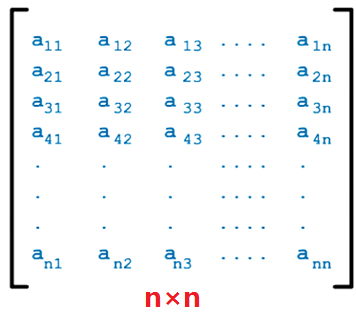 a11 a12 a13 .... a1n
a21 a22 a23 .... a2n
a31 a32 a33 .... a3n
a41 a42 a43 .... a4n
. . . .... .
. . . .... .
. . . .... .
an1 an2 an3 .... ann
n×n